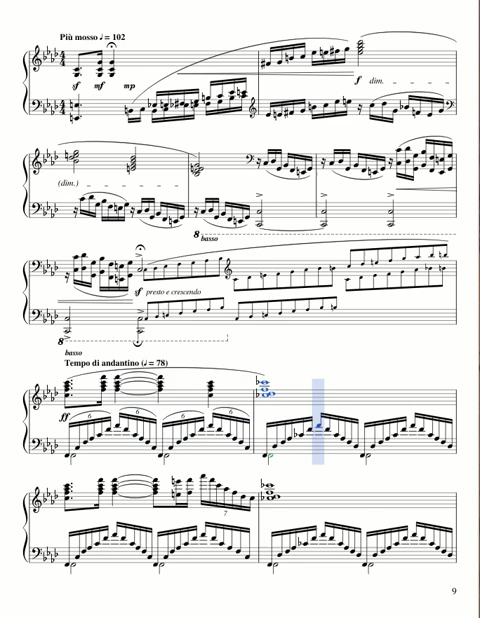 Più mosso ♩ = 102
sf mf mp
f dim.
(dim.)
8
basso
sf presto e crescendo
8
basso
Tempo di andantino (♩ = 78)
ff
6 6 6 6
7
9